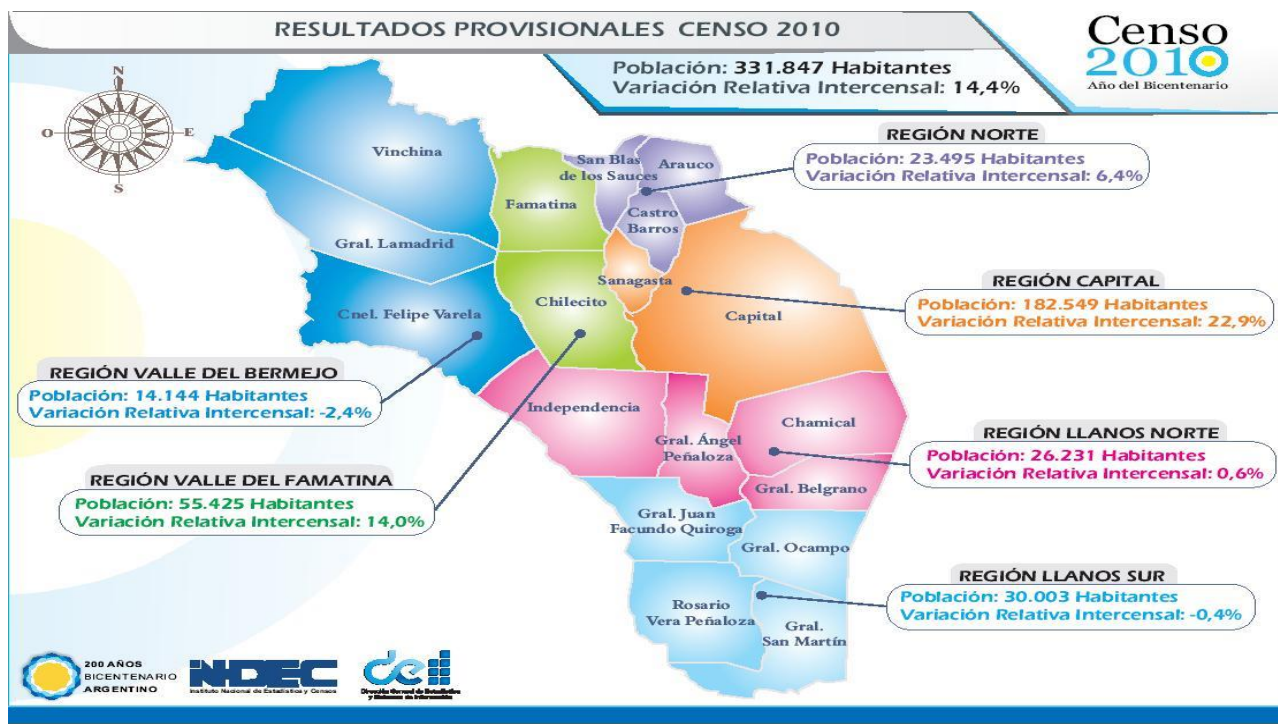 RESULTADOS PROVISIONALES CENSO 2010
Población: 331.847 Habitantes
Variación Relativa Intercensal: 14,4%
Censo
2010
Año del Bicentenario
N
O
E
S
Vinchina
Gral. Lamadrid
Cnel. Felipe Varela
Famatina
Chilecito
San Blas
de los Sauces
Arauco
Castro
Barros
Sanagasta
Capital
Independencia
Gral. Ángel
Peñaloza
Chamical
Gral. Belgrano
Gral. Juan
Facundo Quiroga
Gral. Ocampo
Rosario
Vera Peñaloza
Gral.
San Martín
REGIÓN NORTE
Población: 23.495 Habitantes
Variación Relativa Intercensal: 6,4%
REGIÓN CAPITAL
Población: 182.549 Habitantes
Variación Relativa Intercensal: 22,9%
REGIÓN VALLE DEL BERMEJO
Población: 14.144 Habitantes
Variación Relativa Intercensal: -2,4%
REGIÓN LLANOS NORTE
Población: 26.231 Habitantes
Variación Relativa Intercensal: 0,6%
REGIÓN VALLE DEL FAMATINA
Población: 55.425 Habitantes
Variación Relativa Intercensal: 14,0%
REGIÓN LLANOS SUR
Población: 30.003 Habitantes
Variación Relativa Intercensal: -0,4%
200 AÑOS
BICENTENARIO
ARGENTINO
INDEC
Instituto Nacional de Estadística y Censos
Dirección General de Estadística
y Sistemas de Información